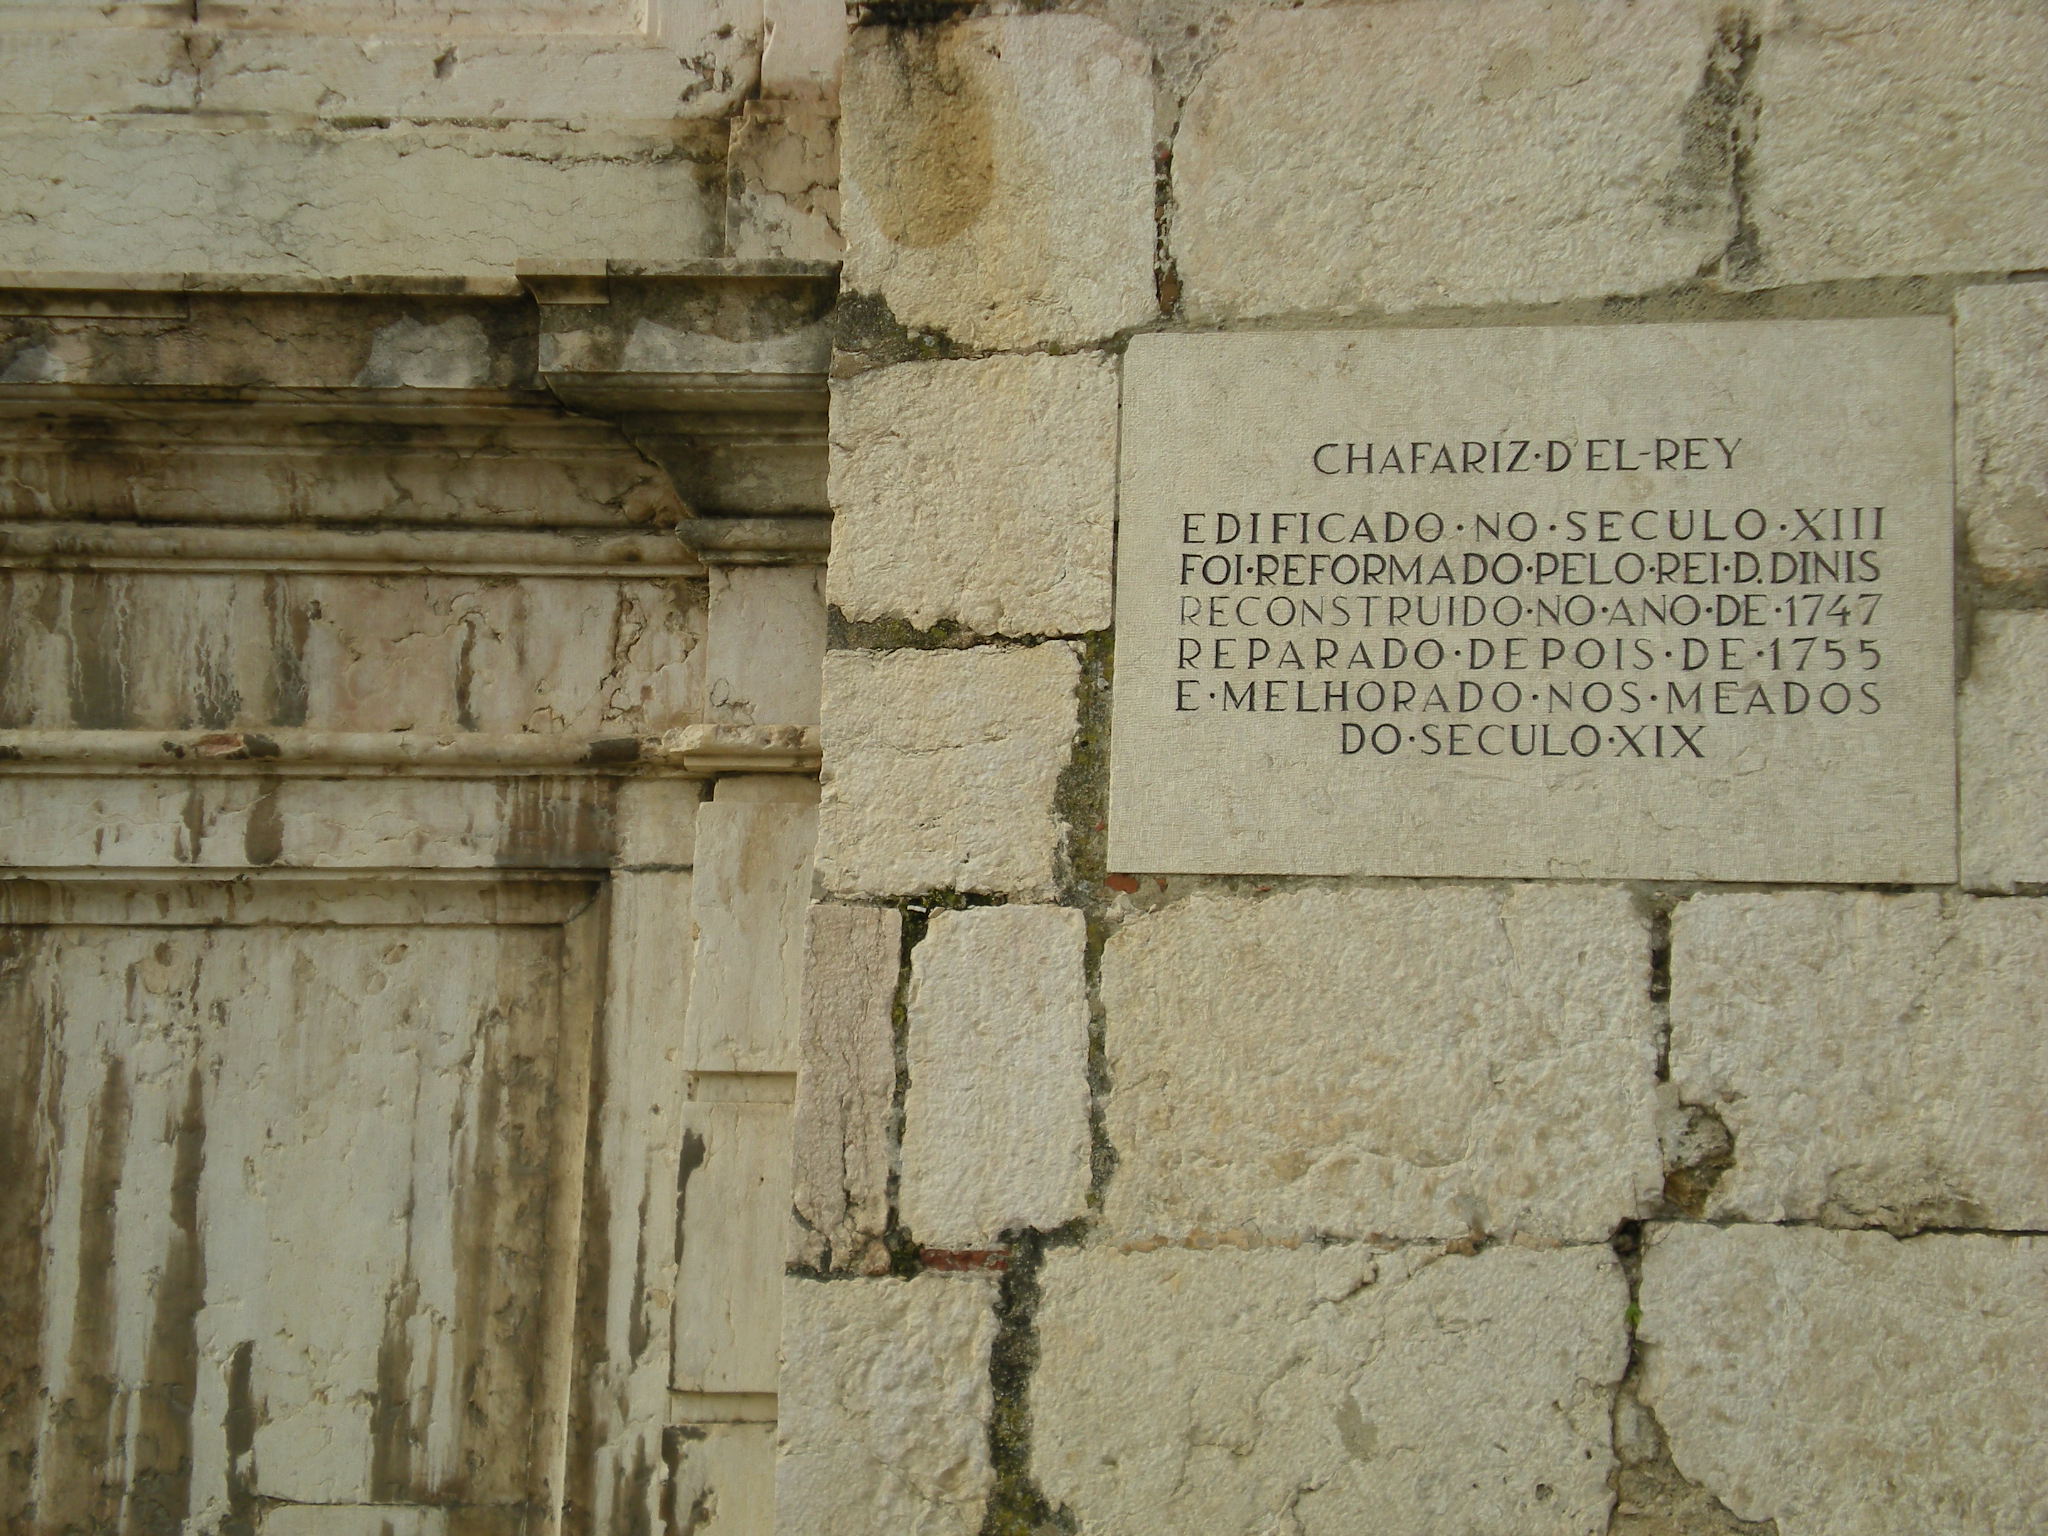 CHAFARIZ·D'EL-REY
EDIFICADO·NO·SECULO·XIII
FOI·REFORMADO·PELO·REI·D.DINIS
RECONSTRUIDO·NO·ANO·DE·1747
REPARADO·DEPOIS·DE·1755
E·MELHORADO·NOS·MEADOS
DO·SECULO·XIX